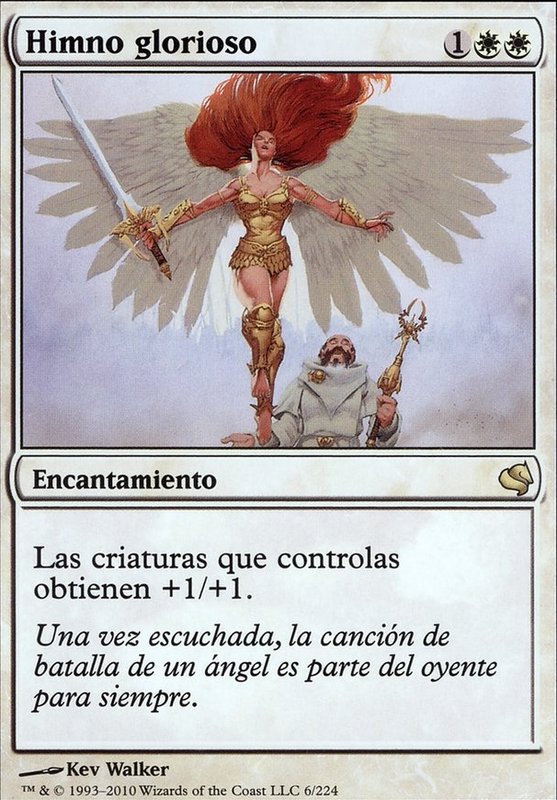 Himno glorioso 1
Encantamiento
Las criaturas que controlas
obtienen +1/+1.
Una vez escuchada, la canción de
batalla de un ángel es parte del oyente
para siempre.
Kev Walker
™ & © 1993–2010 Wizards of the Coast LLC 6/224